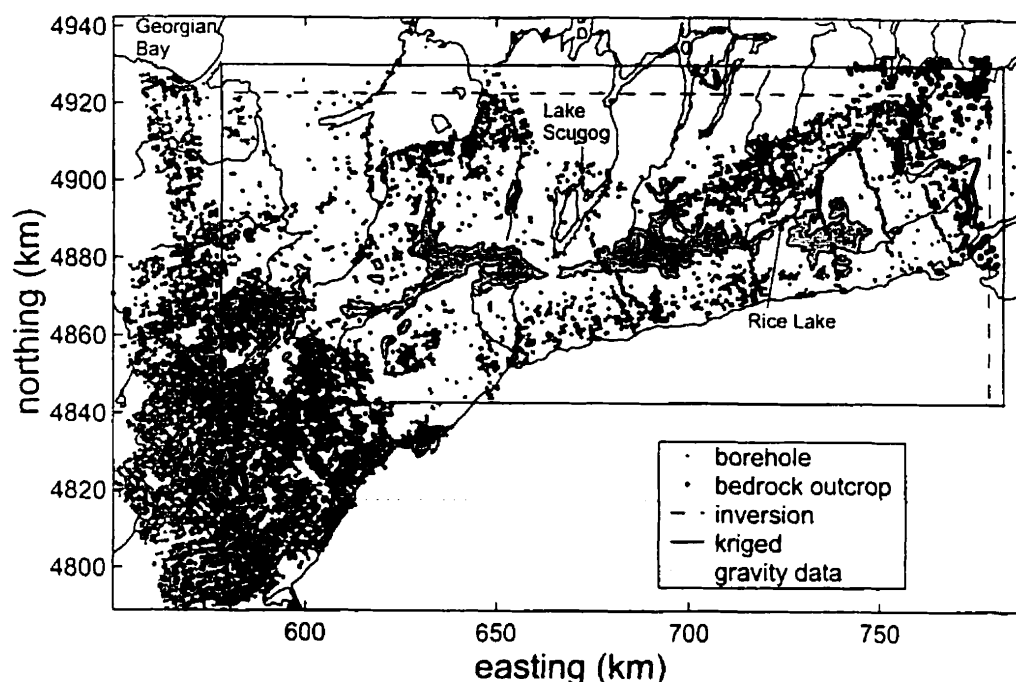 4940
4920
4900
4880
4860
4840
4820
4800
northing (km)
Georgian
Bay
Lake
Scugog
Rice Lake
borehole
bedrock outcrop
inversion
kriged
gravity data
600
650
700
750
easting (km)